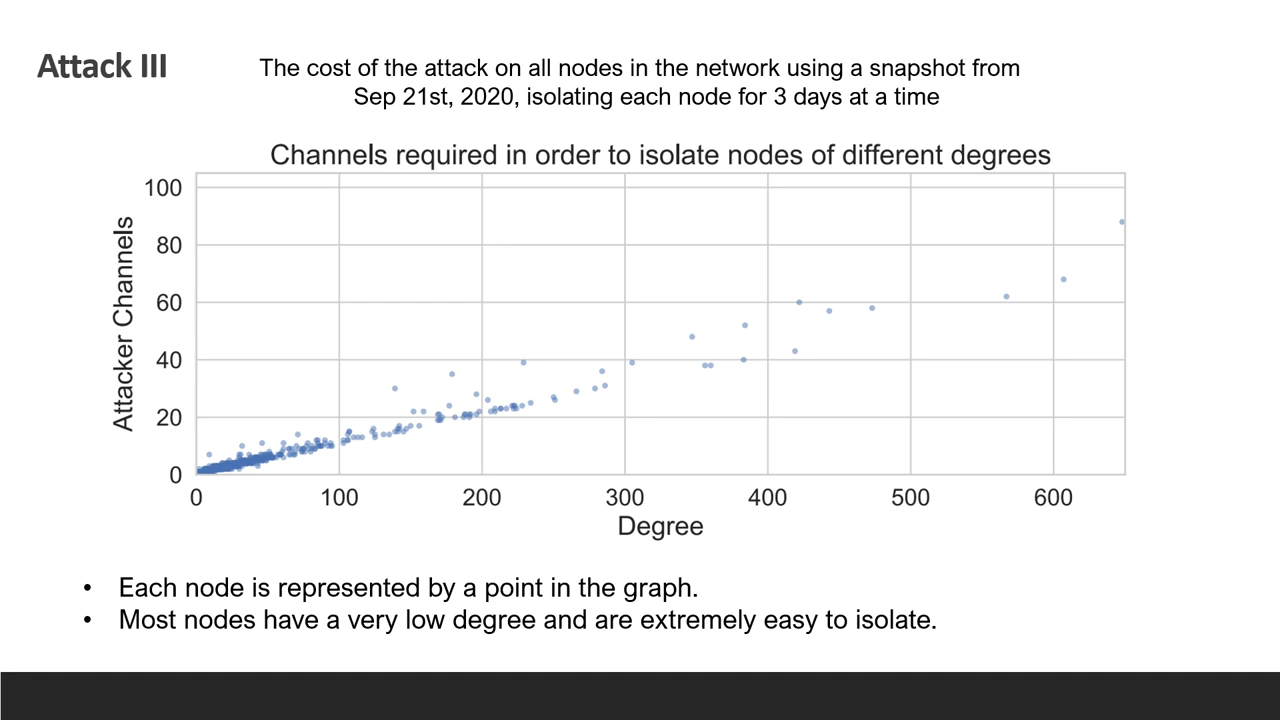 Attack III
The cost of the attack on all nodes in the network using a snapshot from
Sep 21st, 2020, isolating each node for 3 days at a time
Channels required in order to isolate nodes of different degrees
Attacker Channels
100
80
60
40
20
0
0 100 200 300 400 500 600
Degree
• Each node is represented by a point in the graph.
• Most nodes have a very low degree and are extremely easy to isolate.